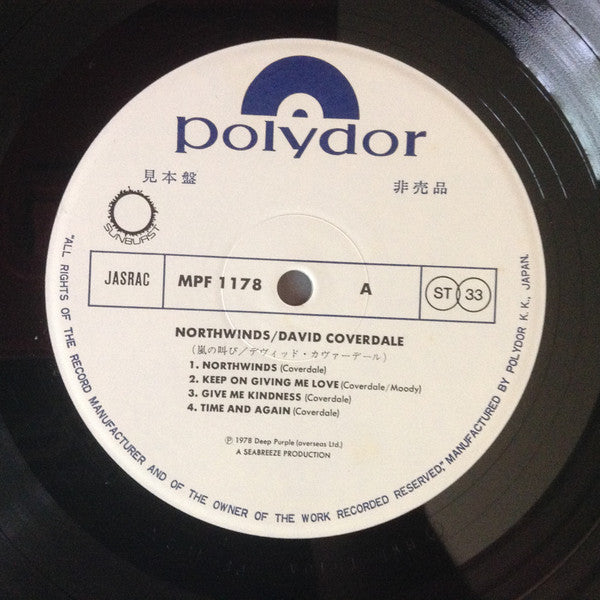 polydor
見本盤
非売品
SUNBURST
JASRAC
MPF 1178
A
ST 33
NORTHWINDS/DAVID COVERDALE
(嵐の叫び/デヴィッド・カヴァーデール)
1. NORTHWINDS (Coverdale)
2. KEEP ON GIVING ME LOVE (Coverdale/Moody)
3. GIVE ME KINDNESS (Coverdale)
4. TIME AND AGAIN (Coverdale)
Ⓟ 1978 Deep Purple (overseas Ltd.)
A SEABREEZE PRODUCTION
"ALL RIGHTS OF THE RECORD MANUFACTURER AND OF THE OWNER OF THE WORK RECORDED RESERVED," MANUFACTURED BY POLYDOR K. K., JAPAN.